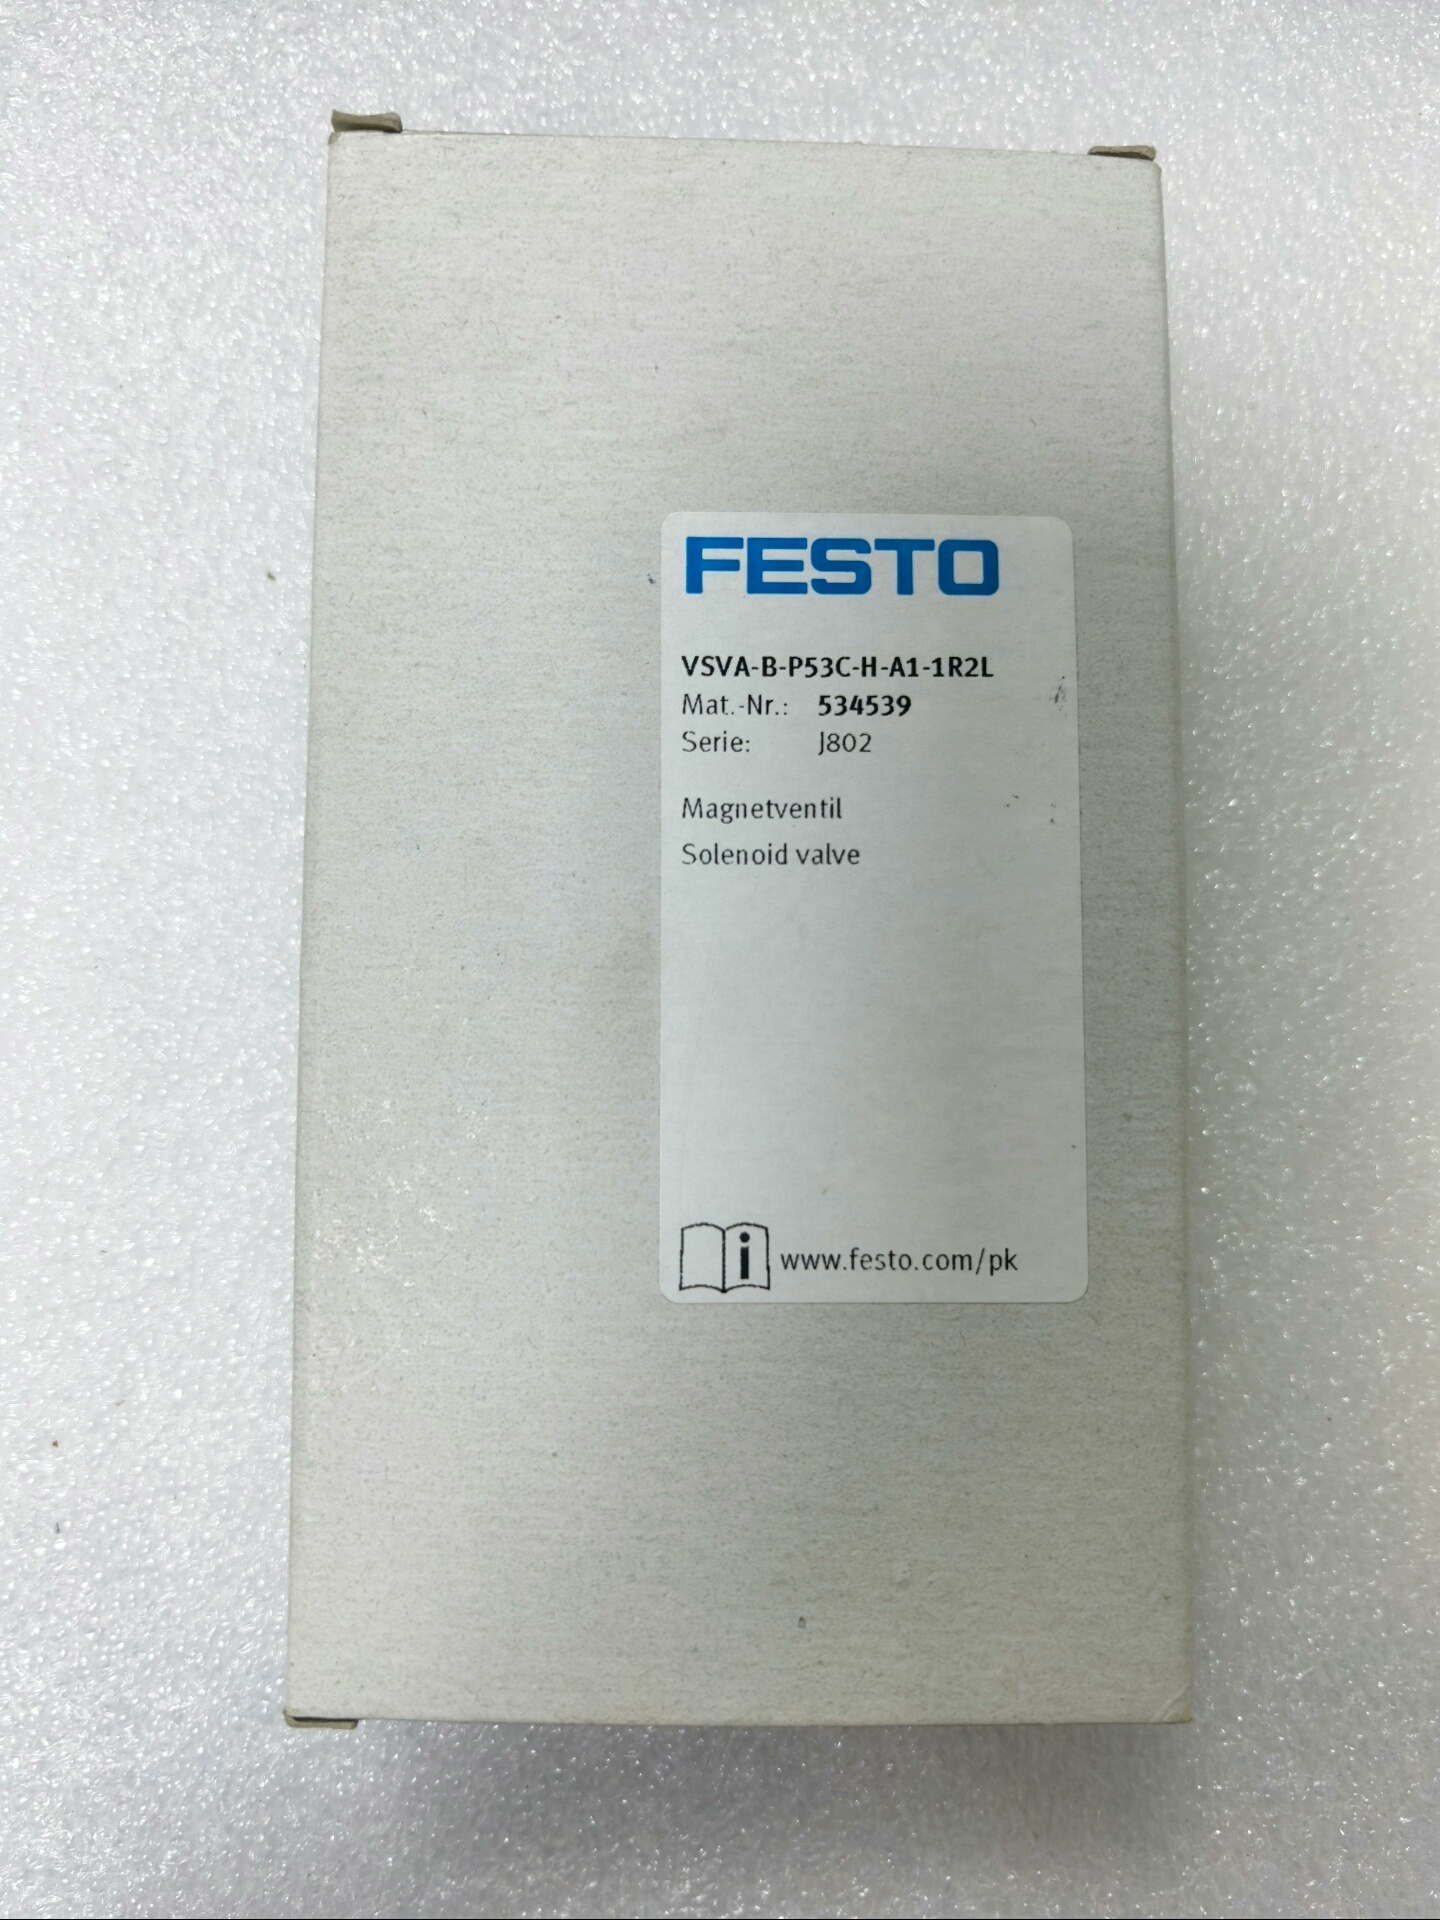 FESTO
VSVA-B-P53C-H-A1-1R2L
Mat.-Nr.: 534539
Serie: J802
Magnetventil
Solenoid valve
i www.festo.com/pk